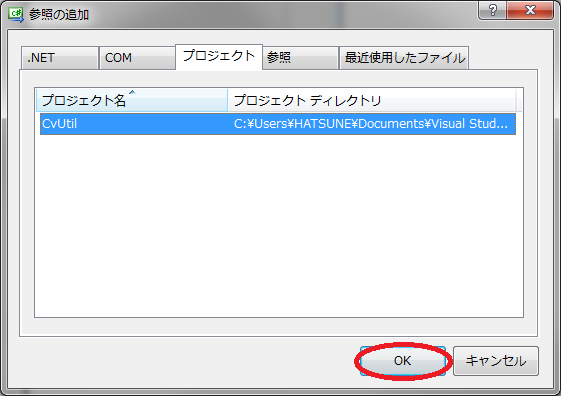 参照の追加
.NET COM プロジェクト 参照 最近使用したファイル
プロジェクト名 プロジェクト ディレクトリ
CvUtil C:¥Users¥HATSUNE¥Documents¥Visual Stud...
OK キャンセル